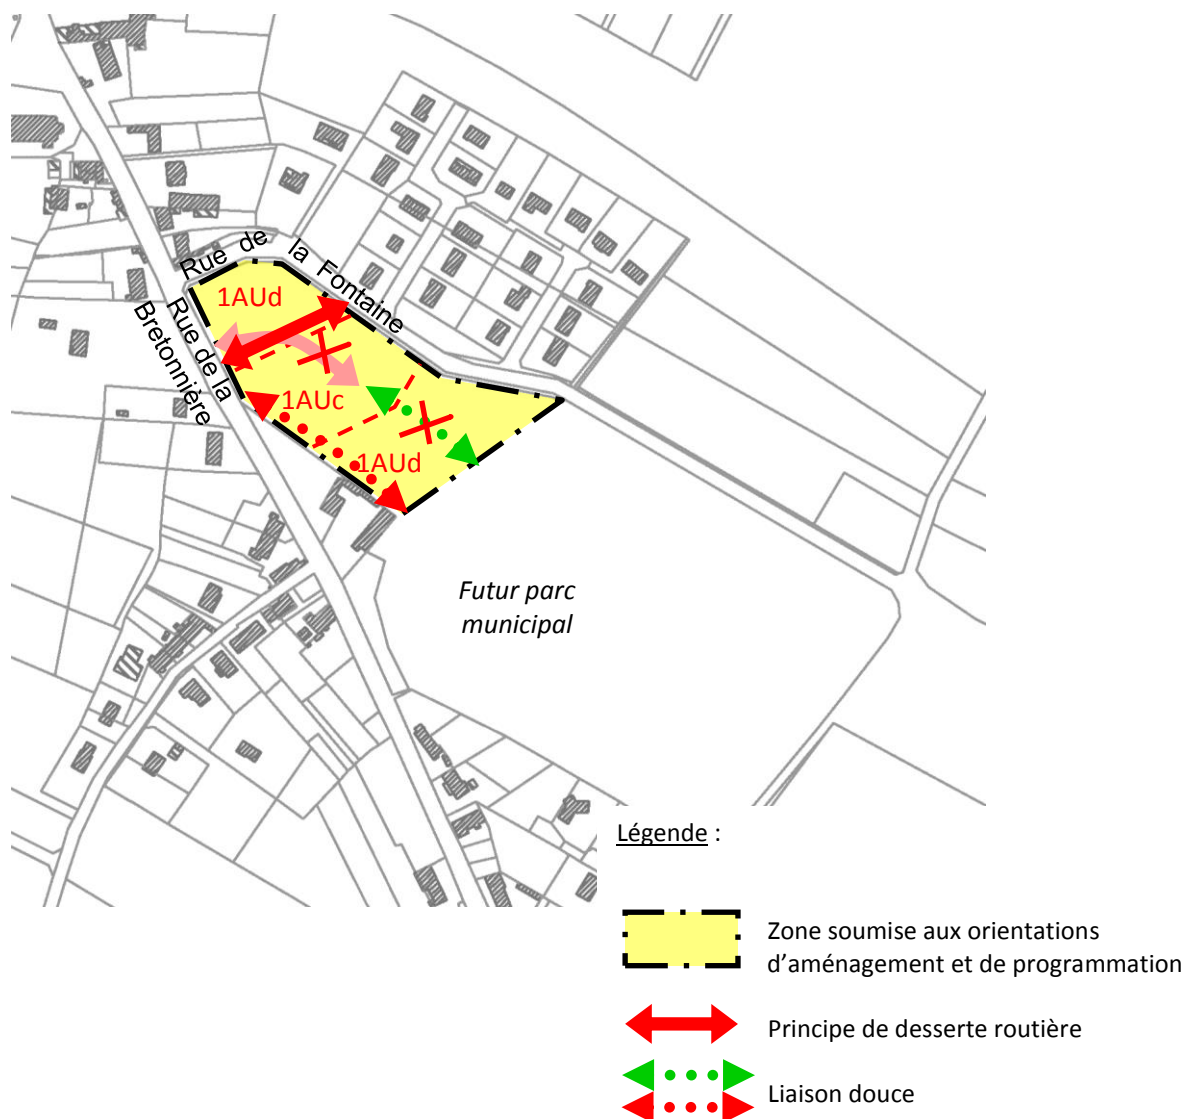 Rue de la Fontaine
1AUd
Rue de la
Bretonnière
1AUc
1AUd
Futur parc
municipal
Légende :
Zone soumise aux orientations
d’aménagement et de programmation
Principe de desserte routière
Liaison douce